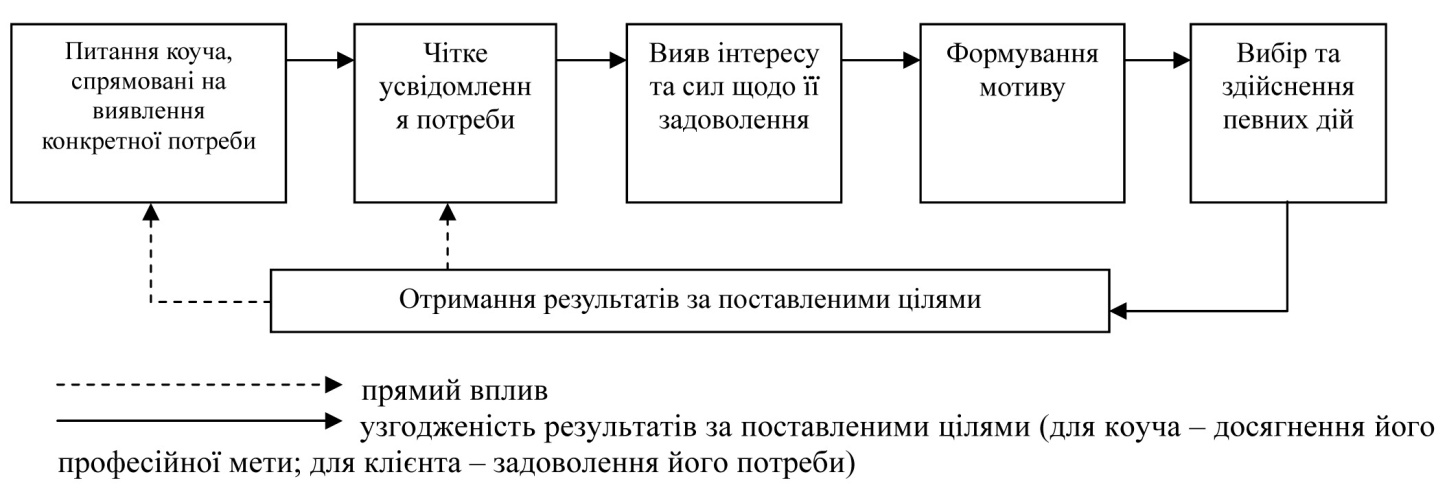 Питання коуча,
спрямовані на
виявлення
конкретної потреби
Чітке
усвідомленн
я потреби
Вияв інтересу
та сил щодо її
задоволення
Формування
мотиву
Вибір та
здійснення
певних дій
Отримання результатів за поставленими цілями
прямий вплив
узгодженість результатів за поставленими цілями (для коуча – досягнення його
професійної мети; для клієнта – задоволення його потреби)